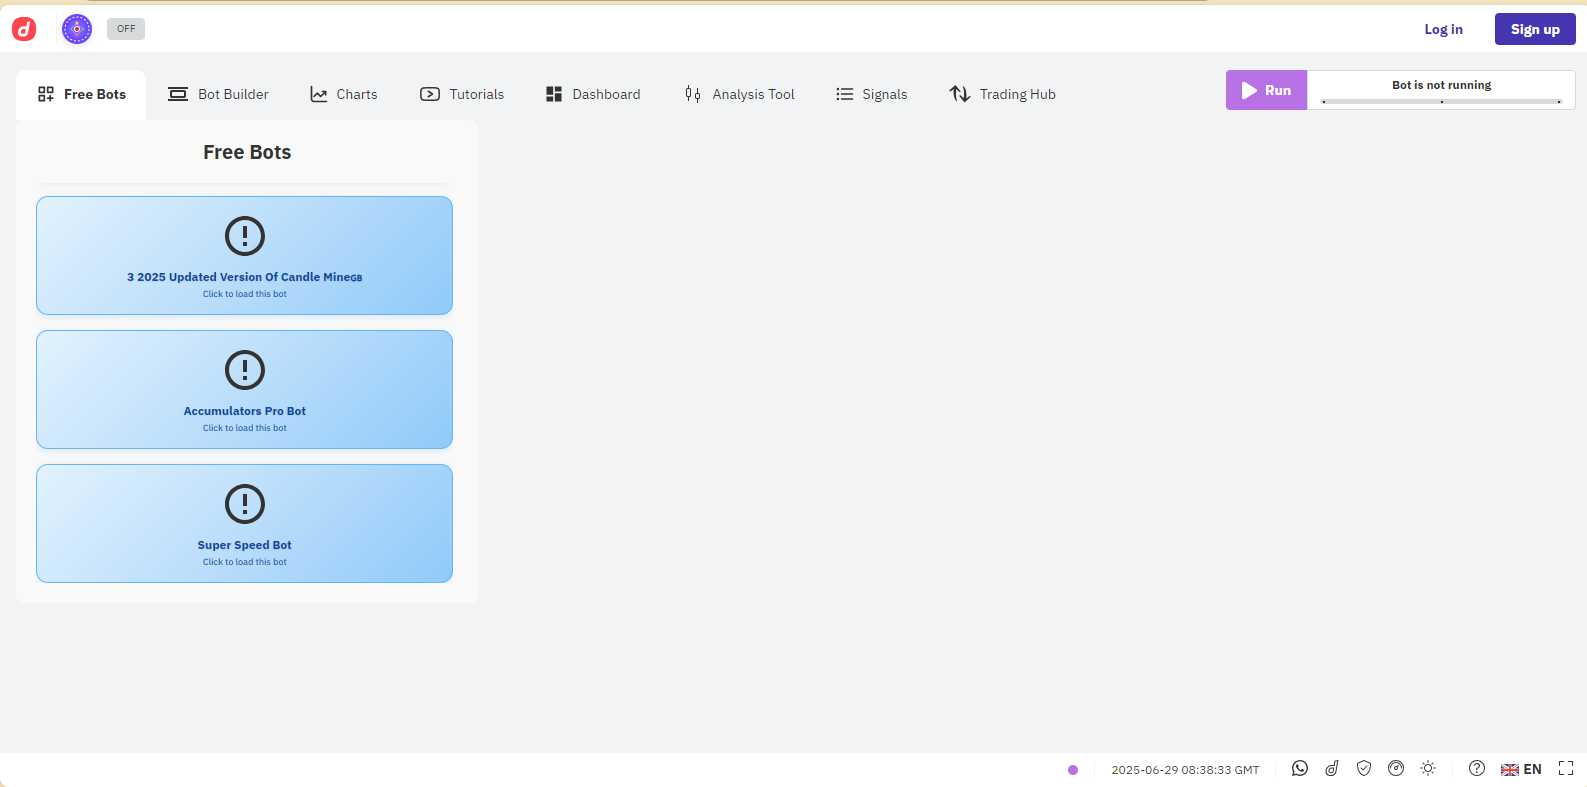 d
OFF
Log in
Sign up
Free Bots
Bot Builder
Charts
Tutorials
Dashboard
Analysis Tool
Signals
Trading Hub
Run
Bot is not running
Free Bots
3 2025 Updated Version Of Candle MineGB
Click to load this bot
Accumulators Pro Bot
Click to load this bot
Super Speed Bot
Click to load this bot
2025-06-29 08:38:33 GMT
EN